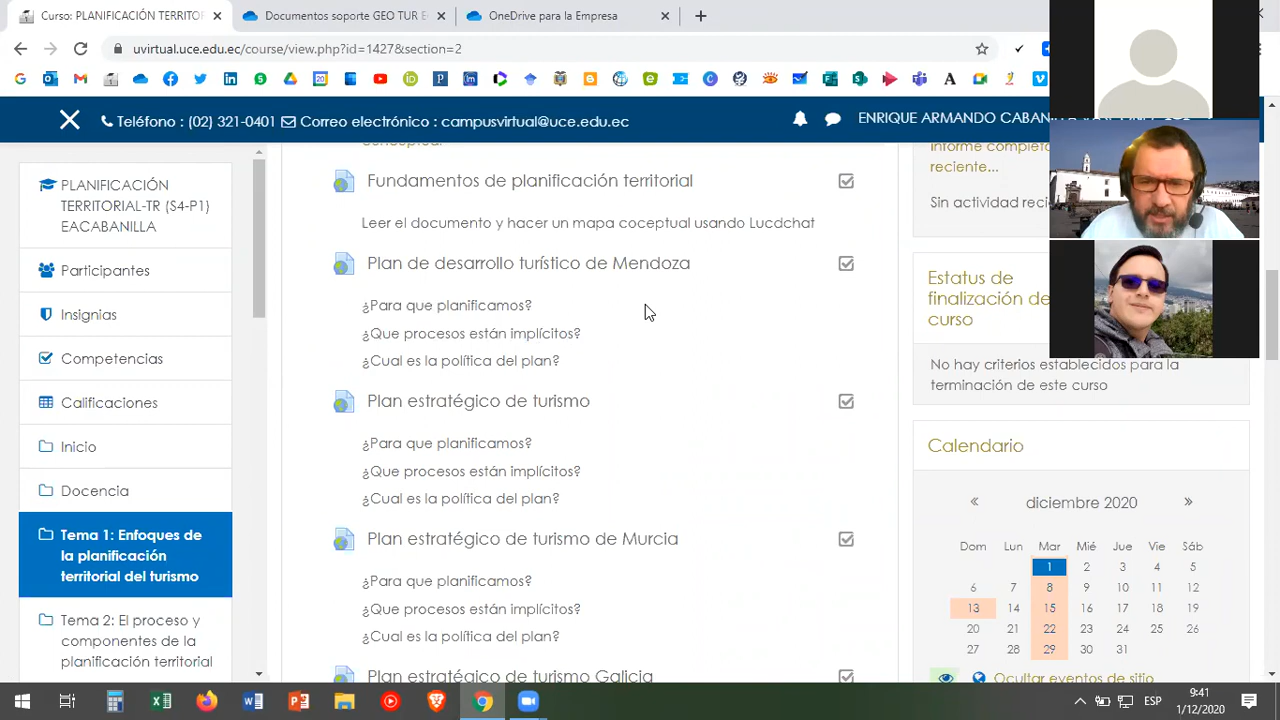 Curso: PLANIFICACIÓN TERRITOR
Documentos soporte GEO TUR E
OneDrive para la Empresa
uvirtual.uce.edu.ec/course/view.php?id=1427&section=2
Teléfono : (02) 321-0401 Correo electrónico : campusvirtual@uce.edu.ec
ENRIQUE ARMANDO
PLANIFICACIÓN
TERRITORIAL-TR (S4-P1)
EACABANILLA
Participantes
Insignias
Competencias
Calificaciones
Inicio
Docencia
Tema 1: Enfoques de
la planificación
territorial del turismo
Tema 2: El proceso y
componentes de la
planificación territorial
conceptual
Fundamentos de planificación territorial
Leer el documento y hacer un mapa coceptual usando Lucdchat
Plan de desarrollo turístico de Mendoza
¿Para que planificamos?
¿Que procesos están implícitos?
¿Cual es la política del plan?
Plan estratégico de turismo
¿Para que planificamos?
¿Que procesos están implícitos?
¿Cual es la política del plan?
Plan estratégico de turismo de Murcia
¿Para que planificamos?
¿Que procesos están implícitos?
¿Cual es la política del plan?
Plan estratégico de turismo Galicia
Informe complet
reciente...
Sin actividad reci
Estatus de
finalización de
curso
No hay criterios establecidos para la
terminación de este curso
Calendario
« diciembre 2020 »
Dom Lun Mar Mié Jue Vie Sáb
1 2 3 4 5
6 7 8 9 10 11 12
13 14 15 16 17 18 19
20 21 22 23 24 25 26
27 28 29 30 31
Ocultar eventos de sitio
ESP
9:41
1/12/2020